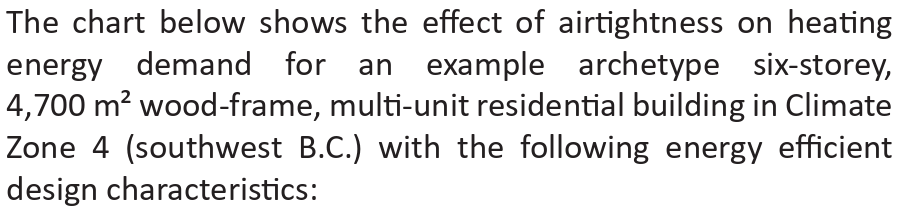 The chart below shows the effect of airtightness on heating
energy demand for an example archetype six-storey,
4,700 m² wood-frame, multi-unit residential building in Climate
Zone 4 (southwest B.C.) with the following energy efficient
design characteristics: